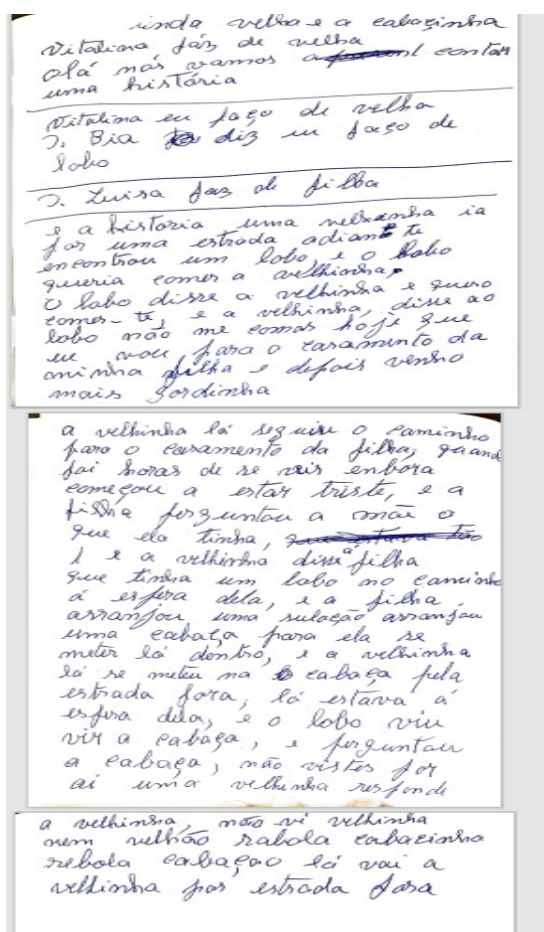 inda velha e a cabacinha
Vitalina fáz de velha
olá nós vamos contar
uma história
Vitalina eu faço de velha
D. Bia diz eu faço de
lobo
D. Luisa faz de filha
e a historia uma velhinha ia
por uma estrada adiante
encontrou um lobo, e o lobo
queria comer a velhinha,
O lobo disse a velhinha e quero
comer-te, e a velhinha, disse ao
lobo não me comas hoje que
eu vou para o casamento da
minha filha e depois venho
mais gordinha
a velhinha lá seguiu o caminho
para o casamento da filha, quand
foi horas de se vir enbora
começou a estar triste, e a
filha perguntou a mãe o
que ela tinha,
e a velhinha disse á filha
que tinha um lobo no caminho
á espera dela, e a filha
arranjou uma sulação arranjou
uma cabaça para ela se
meter lá dentro, e a velhinha
lá se meteu na cabaça pela
estrada fora, lá estava á
espera dela, e o lobo viu
vir a cabaça, e perguntou
a cabaça, não vistes por
ai uma velhinha responde
a velhinha, não vi velhinha
nem velhão rabola cabacinha
rebola cabaçao lá vai a
velhinha por estrada fora